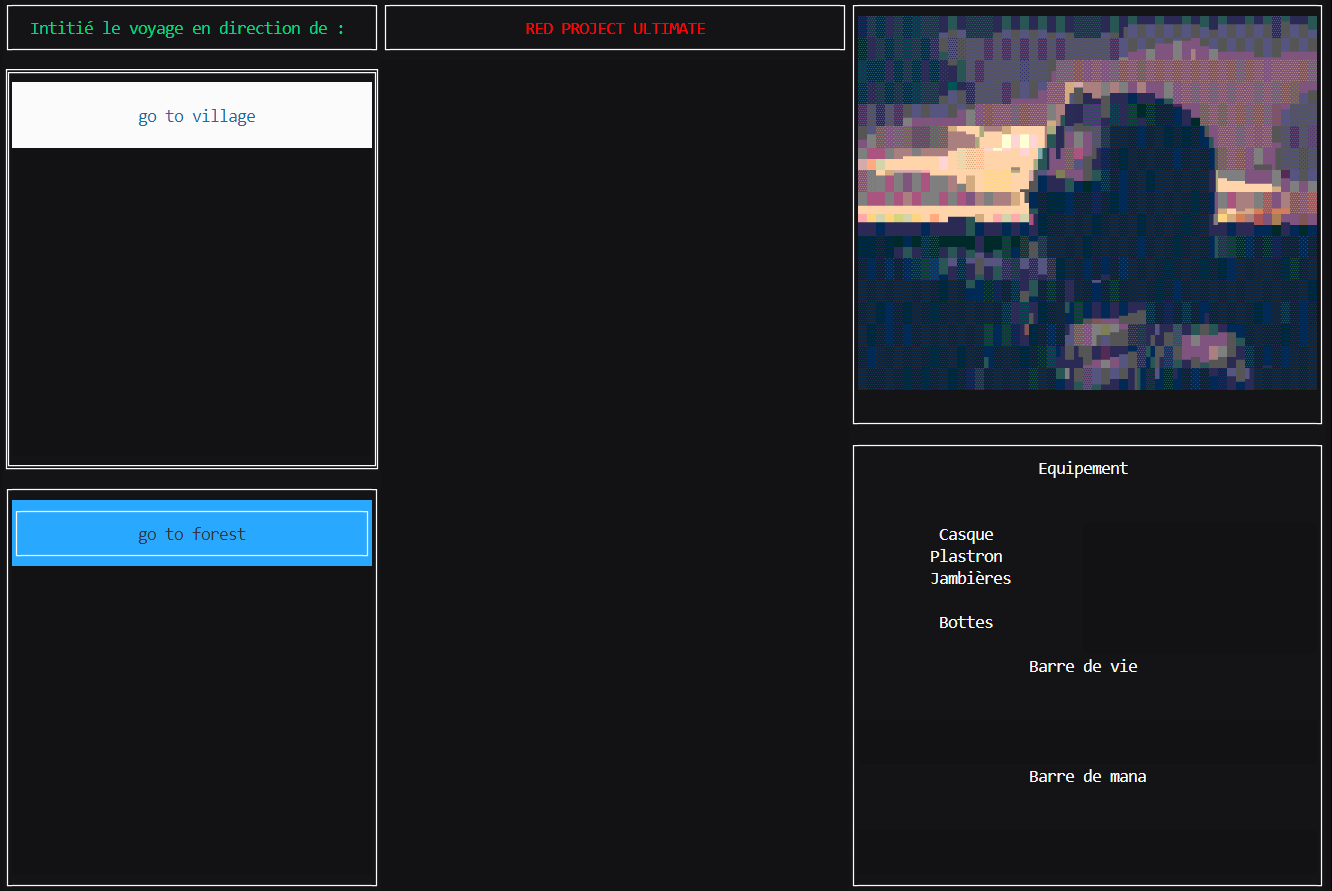 Intitié le voyage en direction de :
RED PROJECT ULTIMATE
go to village
go to forest
Equipement
Casque
Plastron
Jambières
Bottes
Barre de vie
Barre de mana